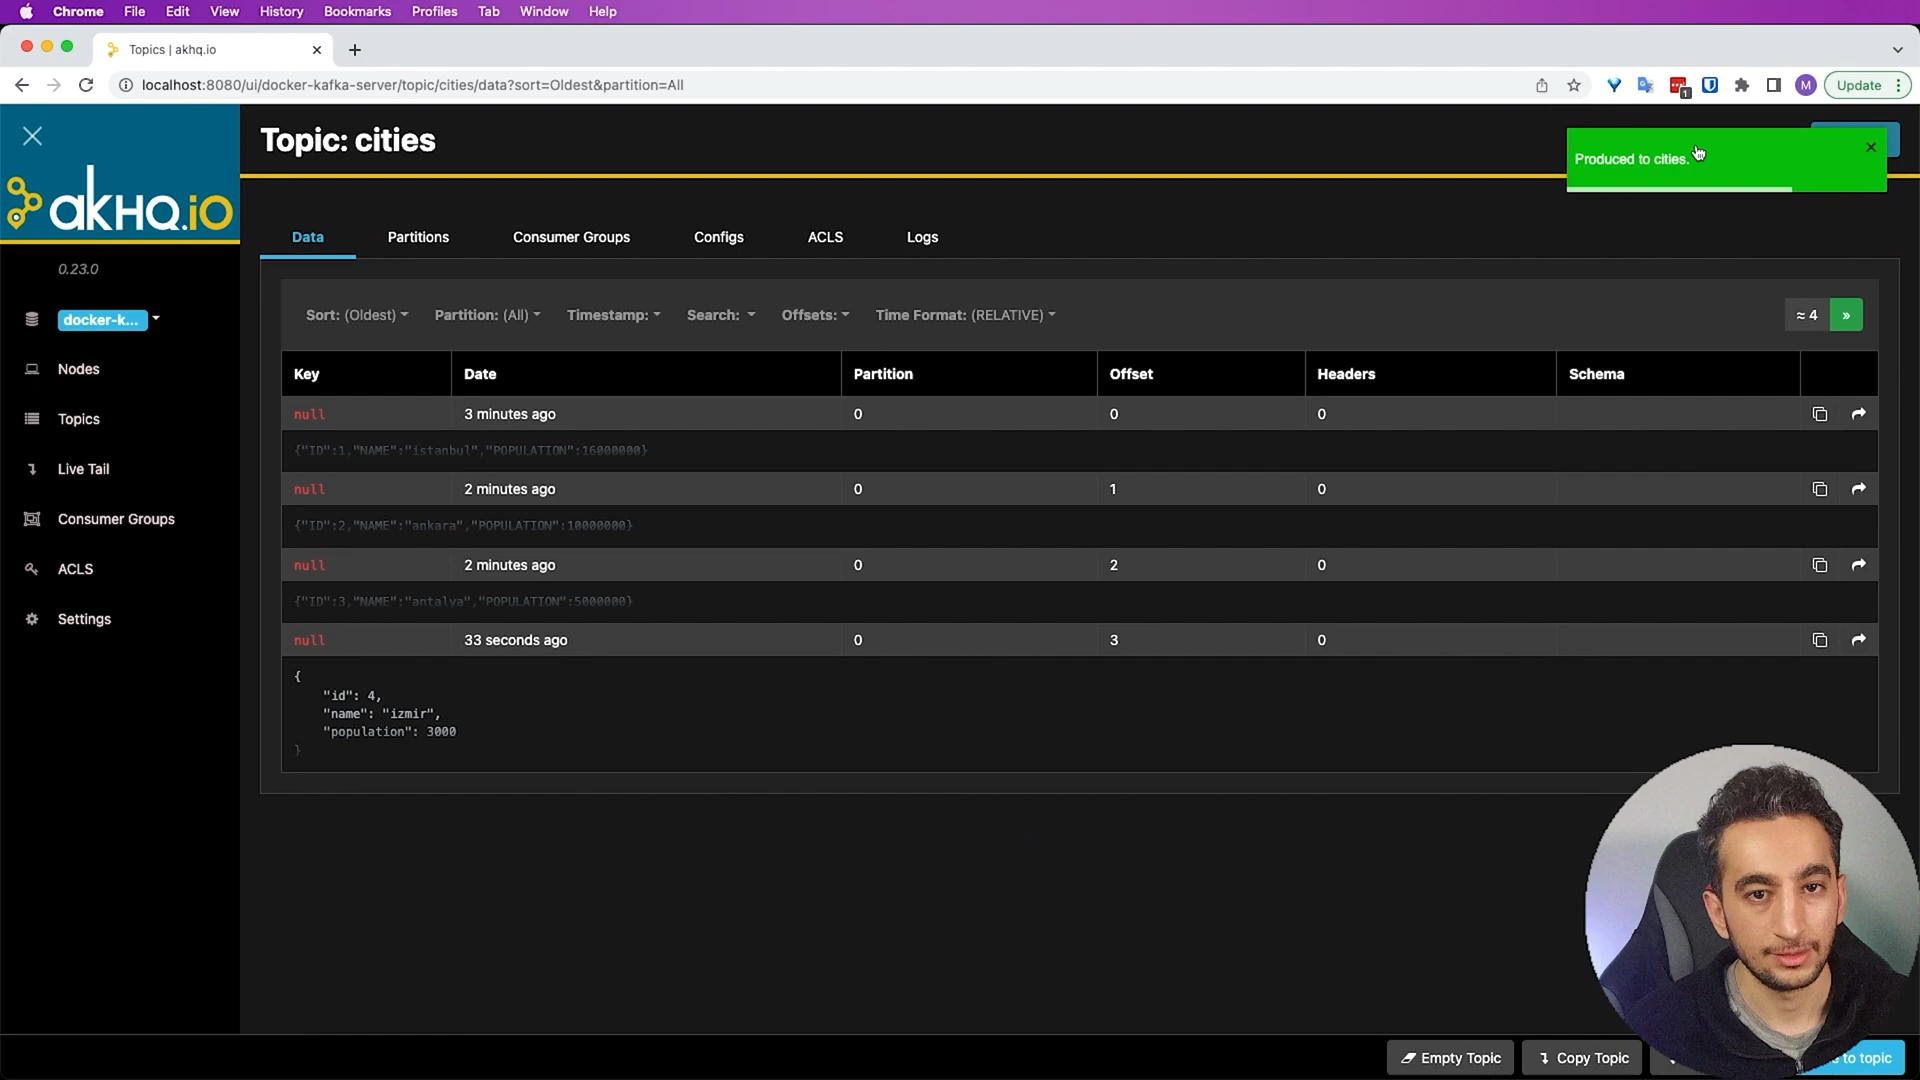 Chrome File Edit View History Bookmarks Profiles Tab Window Help
Topics | akhq.io
localhost:8080/ui/docker-kafka-server/topic/cities/data?sort=Oldest&partition=All
1
M
Update
akHQ.io
0.23.0
docker-k...
Nodes
Topics
Live Tail
Consumer Groups
ACLS
Settings
Topic: cities
Produced to cities.
Data Partitions Consumer Groups Configs ACLS Logs
Sort: (Oldest) Partition: (All) Timestamp: Search: Offsets: Time Format: (RELATIVE) ≈ 4 »
Key Date Partition Offset Headers Schema
null 3 minutes ago 0 0 0
{"ID":1,"NAME":"istanbul","POPULATION":16000000}
null 2 minutes ago 0 1 0
{"ID":2,"NAME":"ankara","POPULATION":10000000}
null 2 minutes ago 0 2 0
{"ID":3,"NAME":"antalya","POPULATION":5000000}
null 33 seconds ago 0 3 0
{
"id": 4,
"name": "izmir",
"population": 3000
}
Empty Topic Copy Topic to topic